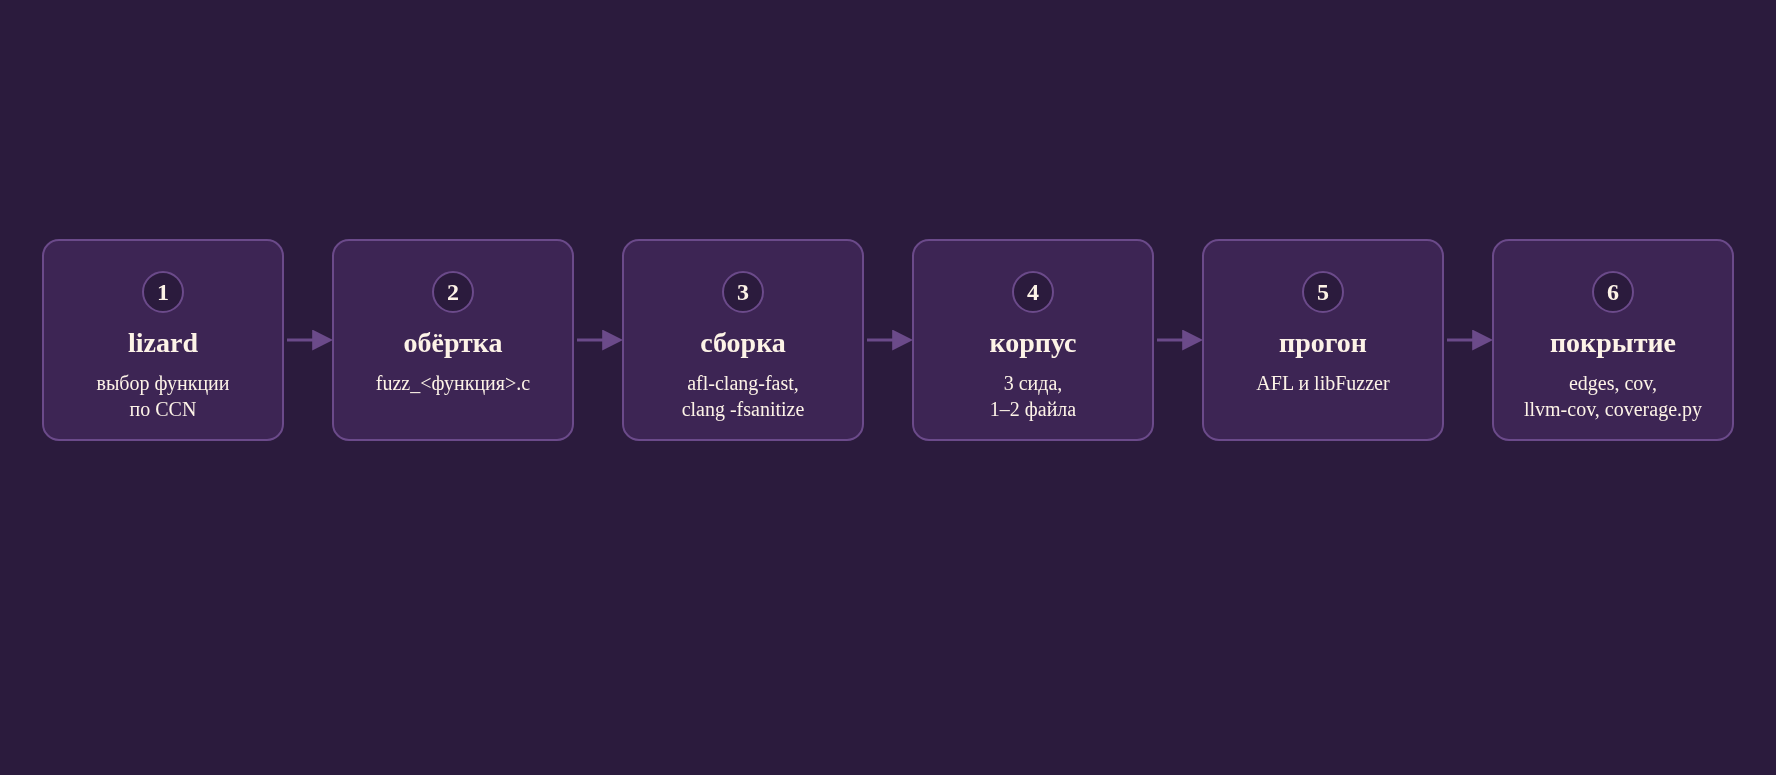 1
lizard
выбор функции
по CCN
2
обёртка
fuzz_<функция>.c
3
сборка
afl-clang-fast,
clang -fsanitize
4
корпус
3 сида,
1–2 файла
5
прогон
AFL и libFuzzer
6
покрытие
edges, cov,
llvm-cov, coverage.py